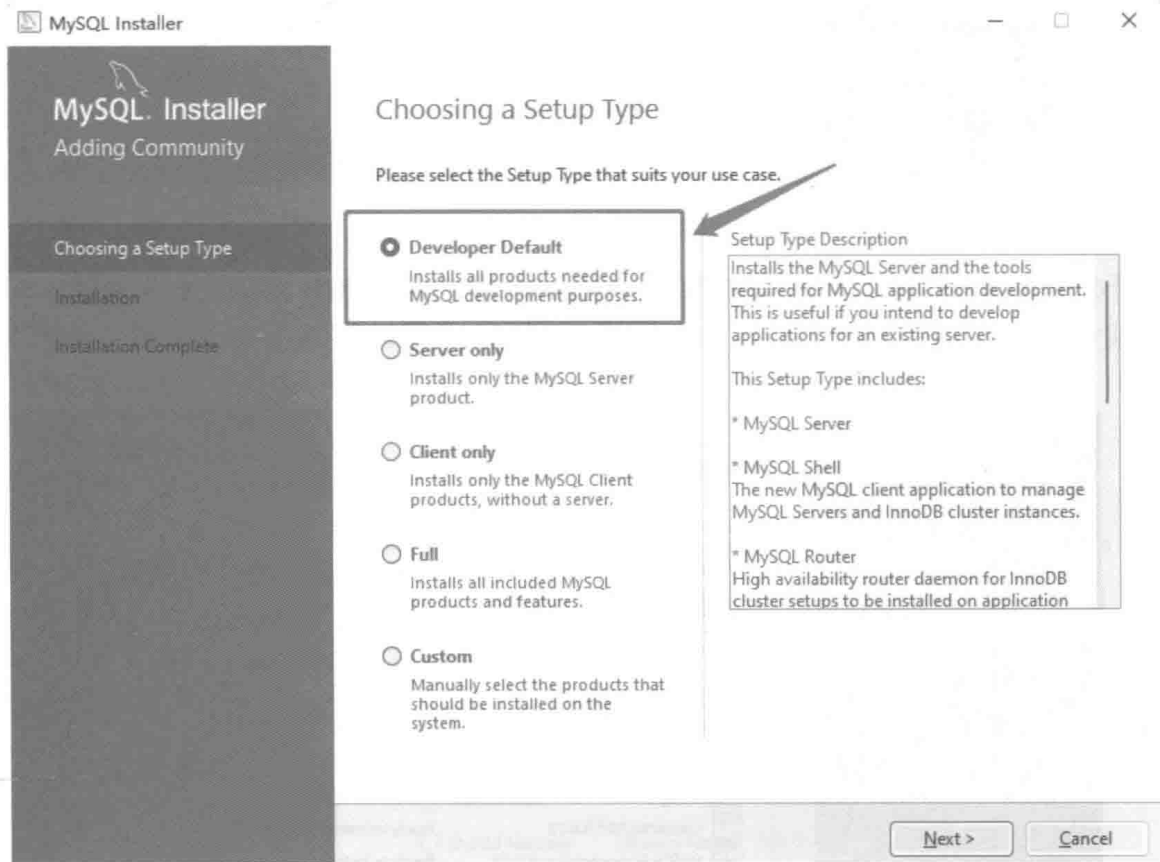 MySQL Installer
MySQL. Installer
Adding Community
Choosing a Setup Type
Installation
Installation Complete
Choosing a Setup Type
Please select the Setup Type that suits your use case.
Developer Default
Installs all products needed for
MySQL development purposes.
Server only
Installs only the MySQL Server
product.
Client only
Installs only the MySQL Client
products, without a server.
Full
Installs all included MySQL
products and features.
Custom
Manually select the products that
should be installed on the
system.
Setup Type Description
Installs the MySQL Server and the tools
required for MySQL application development.
This is useful if you intend to develop
applications for an existing server.
This Setup Type includes:
* MySQL Server
* MySQL Shell
The new MySQL client application to manage
MySQL Servers and InnoDB cluster instances.
* MySQL Router
High availability router daemon for InnoDB
cluster setups to be installed on application
Next >
Cancel